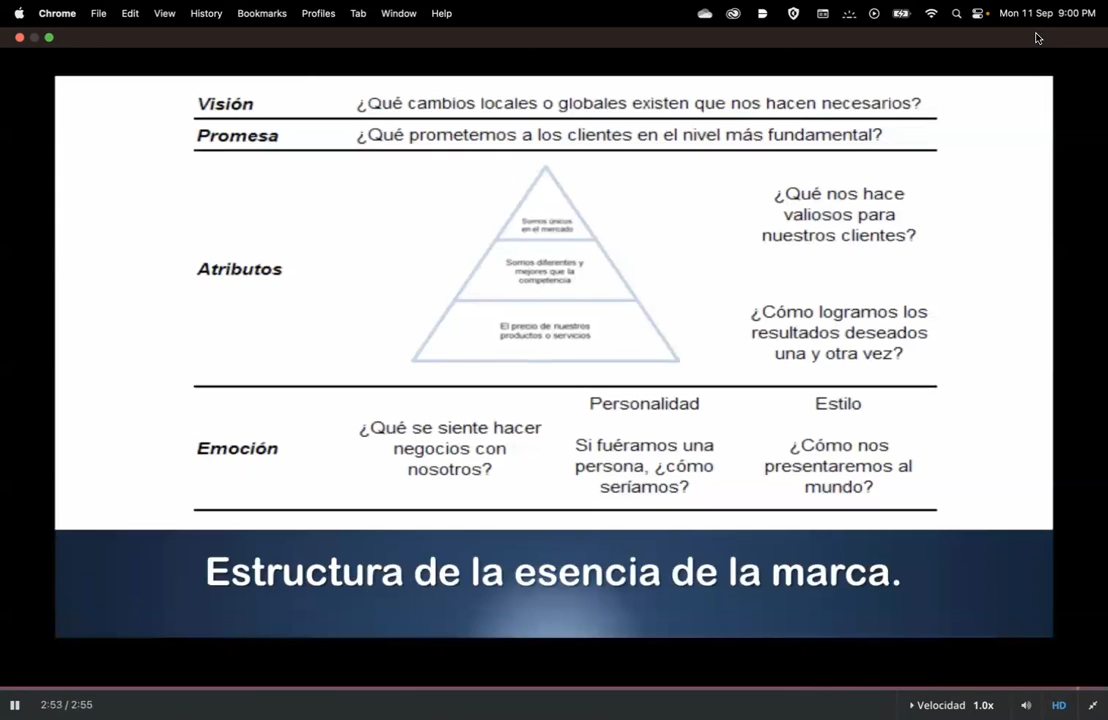 Chrome File Edit View History Bookmarks Profiles Tab Window Help Mon 11 Sep 9:00 PM
Visión ¿Qué cambios locales o globales existen que nos hacen necesarios?
Promesa ¿Qué prometemos a los clientes en el nivel más fundamental?
Atributos
Somos únicos
en el mercado
Somos diferentes y
mejores que la
competencia
El precio de nuestros
productos o servicios
¿Qué nos hace
valiosos para
nuestros clientes?
¿Cómo logramos los
resultados deseados
una y otra vez?
Emoción
¿Qué se siente hacer
negocios con
nosotros?
Personalidad
Si fuéramos una
persona, ¿cómo
seríamos?
Estilo
¿Cómo nos
presentaremos al
mundo?
Estructura de la esencia de la marca.
2:53 / 2:55 Velocidad 1.0x HD